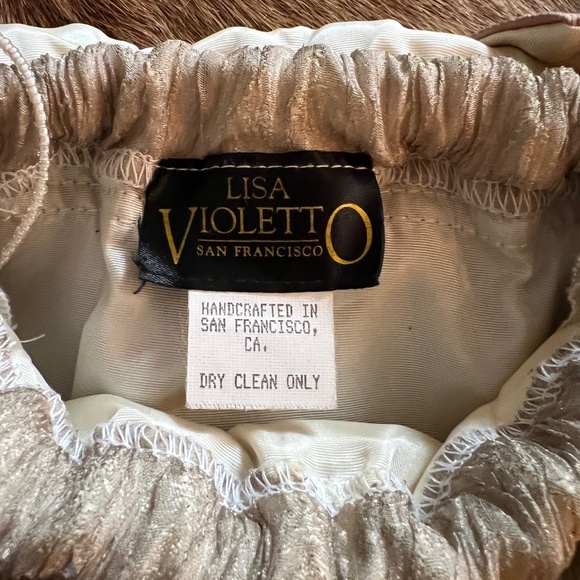 LISA
VIOLETTO
SAN FRANCISCO
HANDCRAFTED IN
SAN FRANCISCO,
CA.
DRY CLEAN ONLY